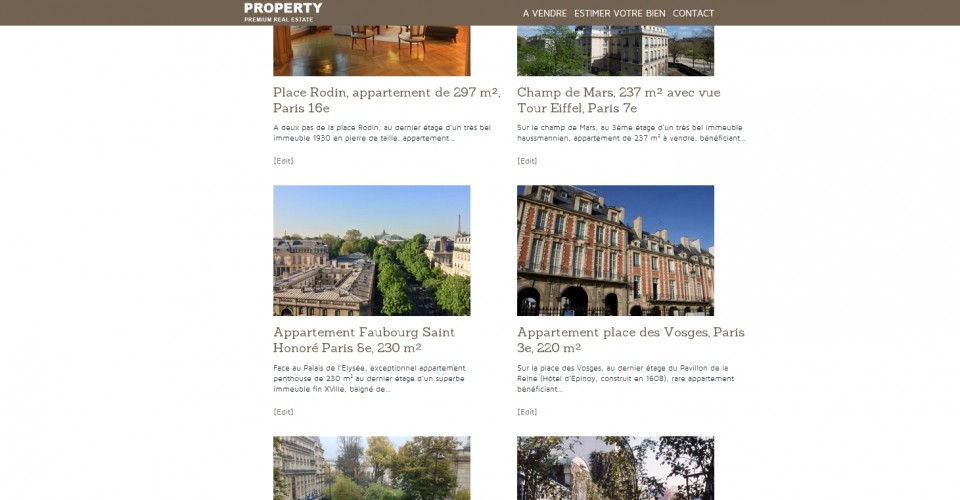 PROPERTY
PREMIUM REAL ESTATE
A VENDRE ESTIMER VOTRE BIEN CONTACT
Place Rodin, appartement de 297 m²,
Paris 16e
A deux pas de la place Rodin, au dernier étage d'un très bel
immeuble 1930 en pierre de taille, appartement...
[Edit]
Champ de Mars, 237 m² avec vue
Tour Eiffel, Paris 7e
Sur le champ de Mars, au 3ème étage d'un très bel immeuble
haussmannien, appartement de 237 m² à vendre, bénéficiant...
[Edit]
Appartement Faubourg Saint
Honoré Paris 8e, 230 m²
Face au Palais de l'Elysée, exceptionnel appartement
penthouse de 230 m² au dernier étage d'un superbe
immeuble fin XVIIIe, baigné de...
[Edit]
Appartement place des Vosges, Paris
3e, 220 m²
Sur la place des Vosges, au dernier étage du Pavillon de la
Reine (Hôtel d'Epinoy, construit en 1608), rare appartement
bénéficiant...
[Edit]